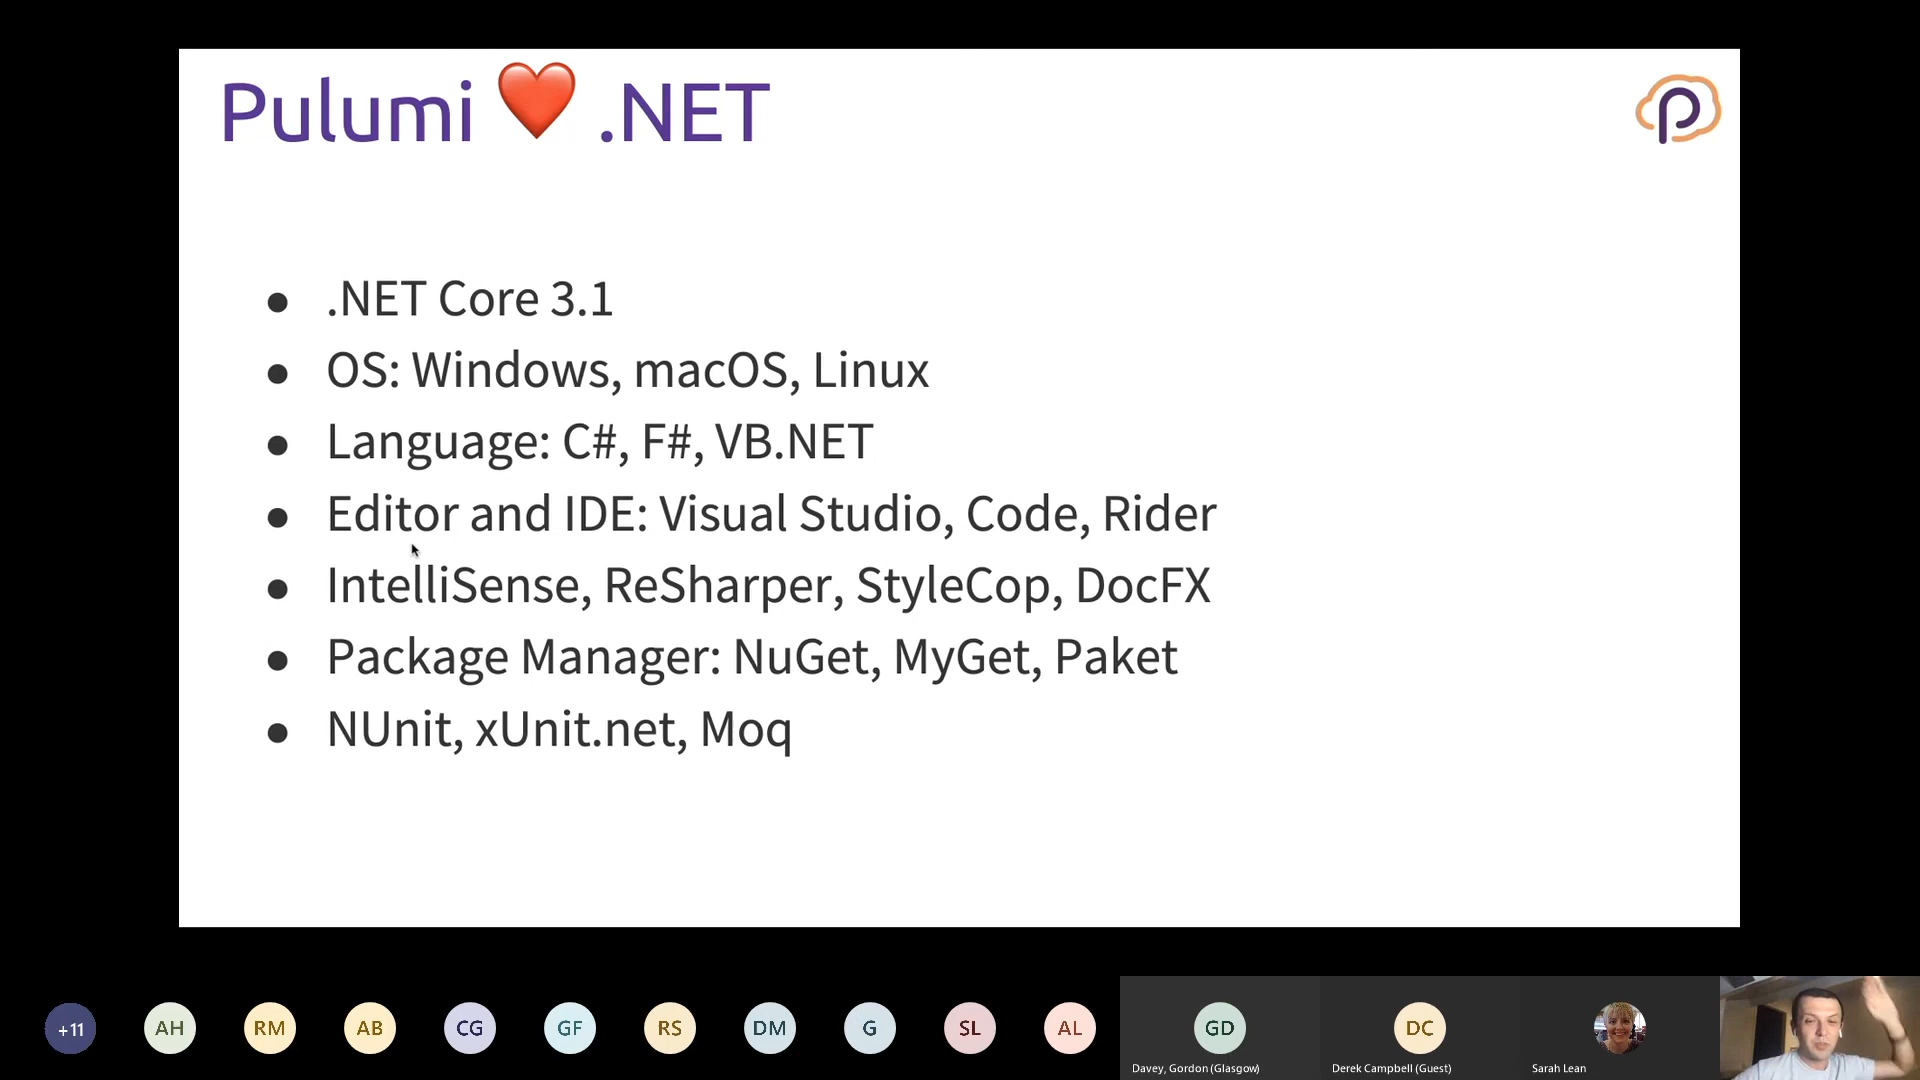 Pulumi ❤️ .NET
.NET Core 3.1
OS: Windows, macOS, Linux
Language: C#, F#, VB.NET
Editor and IDE: Visual Studio, Code, Rider
IntelliSense, ReSharper, StyleCop, DocFX
Package Manager: NuGet, MyGet, Paket
NUnit, xUnit.net, Moq
+11 AH RM AB CG GF RS DM G SL AL GD DC
Davey, Gordon (Glasgow) Derek Campbell (Guest) Sarah Lean